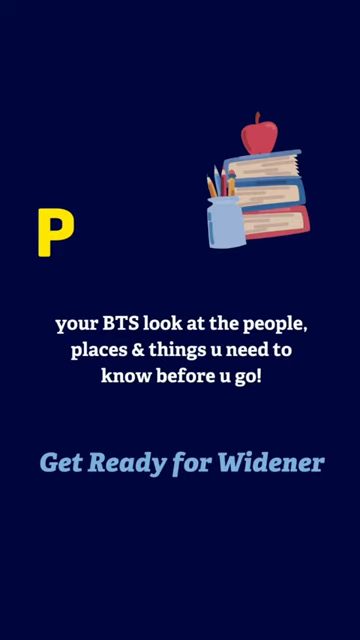 P
your BTS look at the people,
places & things u need to
know before u go!
Get Ready for Widener